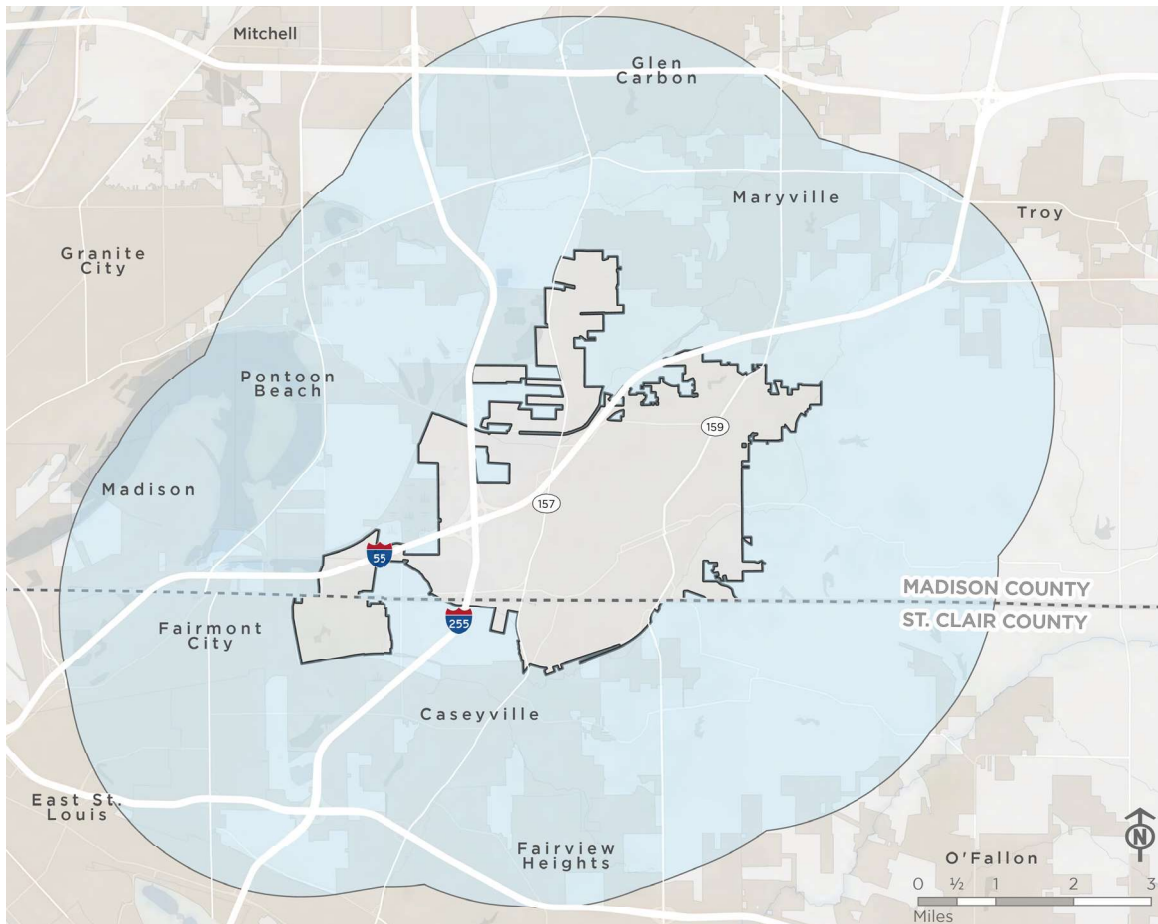 Mitchell
Glen
Carbon
Maryville
Troy
Granite
City
Pontoon
Beach
159
Madison
157
55
MADISON COUNTY
255
ST. CLAIR COUNTY
Fairmont
City
Caseyville
East St.
Louis
Fairview
Heights
N
O'Fallon
0 ½ 1 2 3
Miles